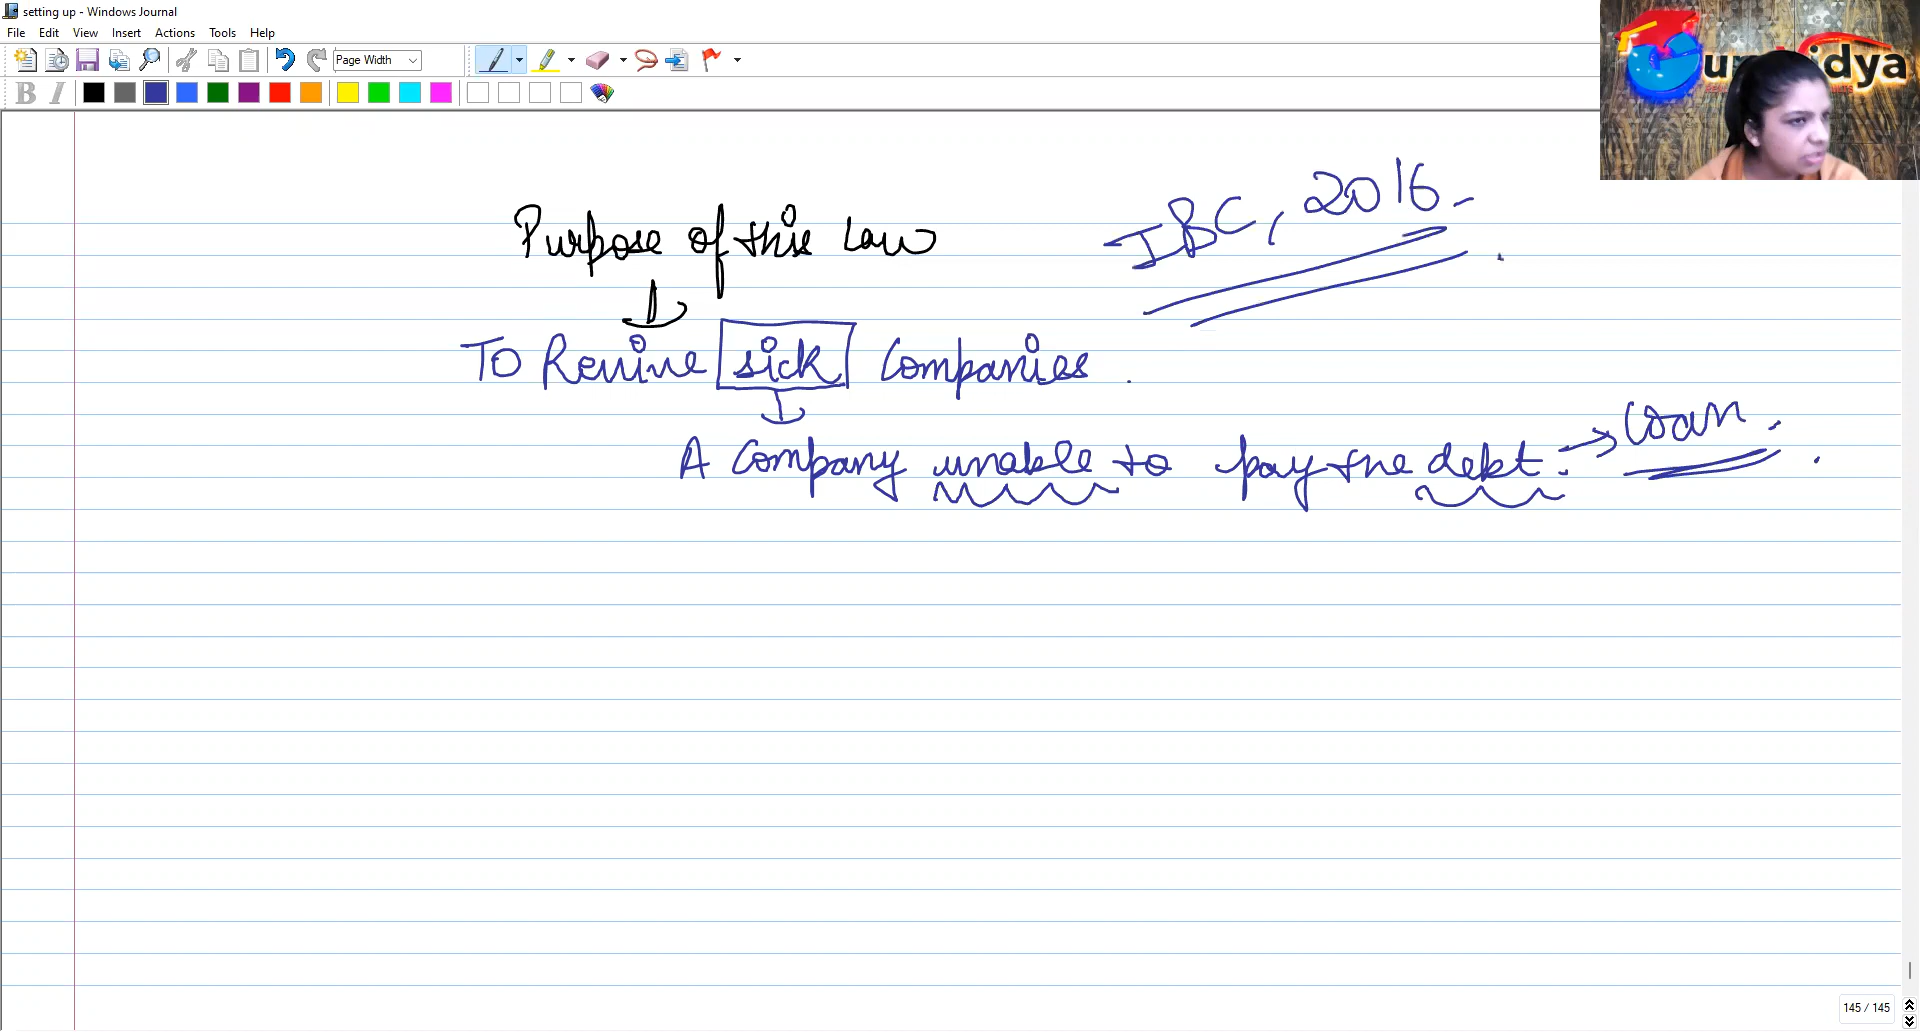 setting up - Windows Journal
File Edit View Insert Actions Tools Help
Page Width
B I
Purpose of this Law
IBC, 2016.
To Revive sick Companies.
A Company unable to pay the debt. → Loan.
145 / 145